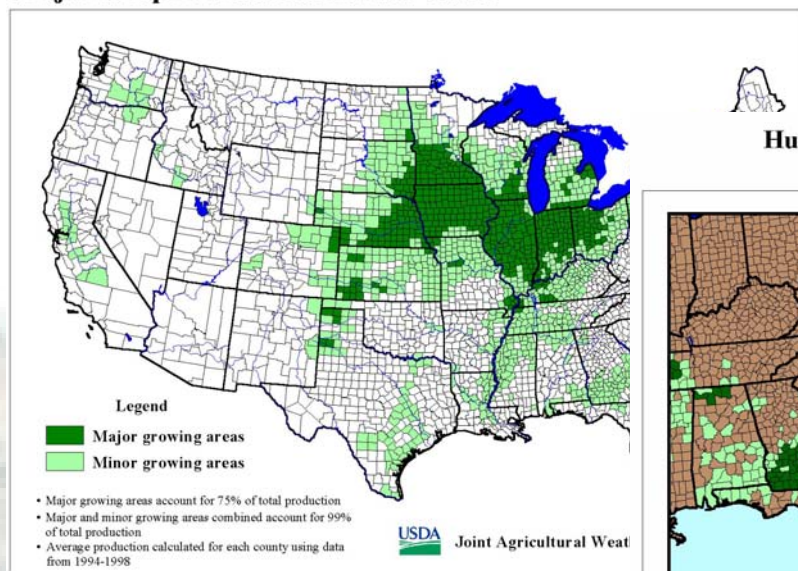 Hu
Legend
Major growing areas
Minor growing areas
• Major growing areas account for 75% of total production
• Major and minor growing areas combined account for 99%
of total production
• Average production calculated for each county using data
from 1994-1998
USDA
Joint Agricultural Weat